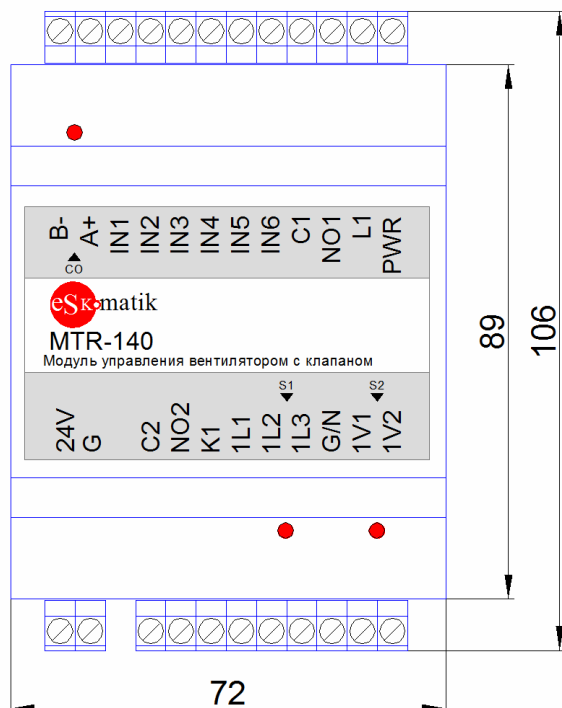 B- A+ IN1 IN2 IN3 IN4 IN5 IN6 C1 NO1 L1 PWR
CO
eSK•matik
MTR-140
Модуль управления вентилятором с клапаном
S1 S2
24V G C2 NO2 K1 1L1 1L2 1L3 G/N 1V1 1V2
89
106
72